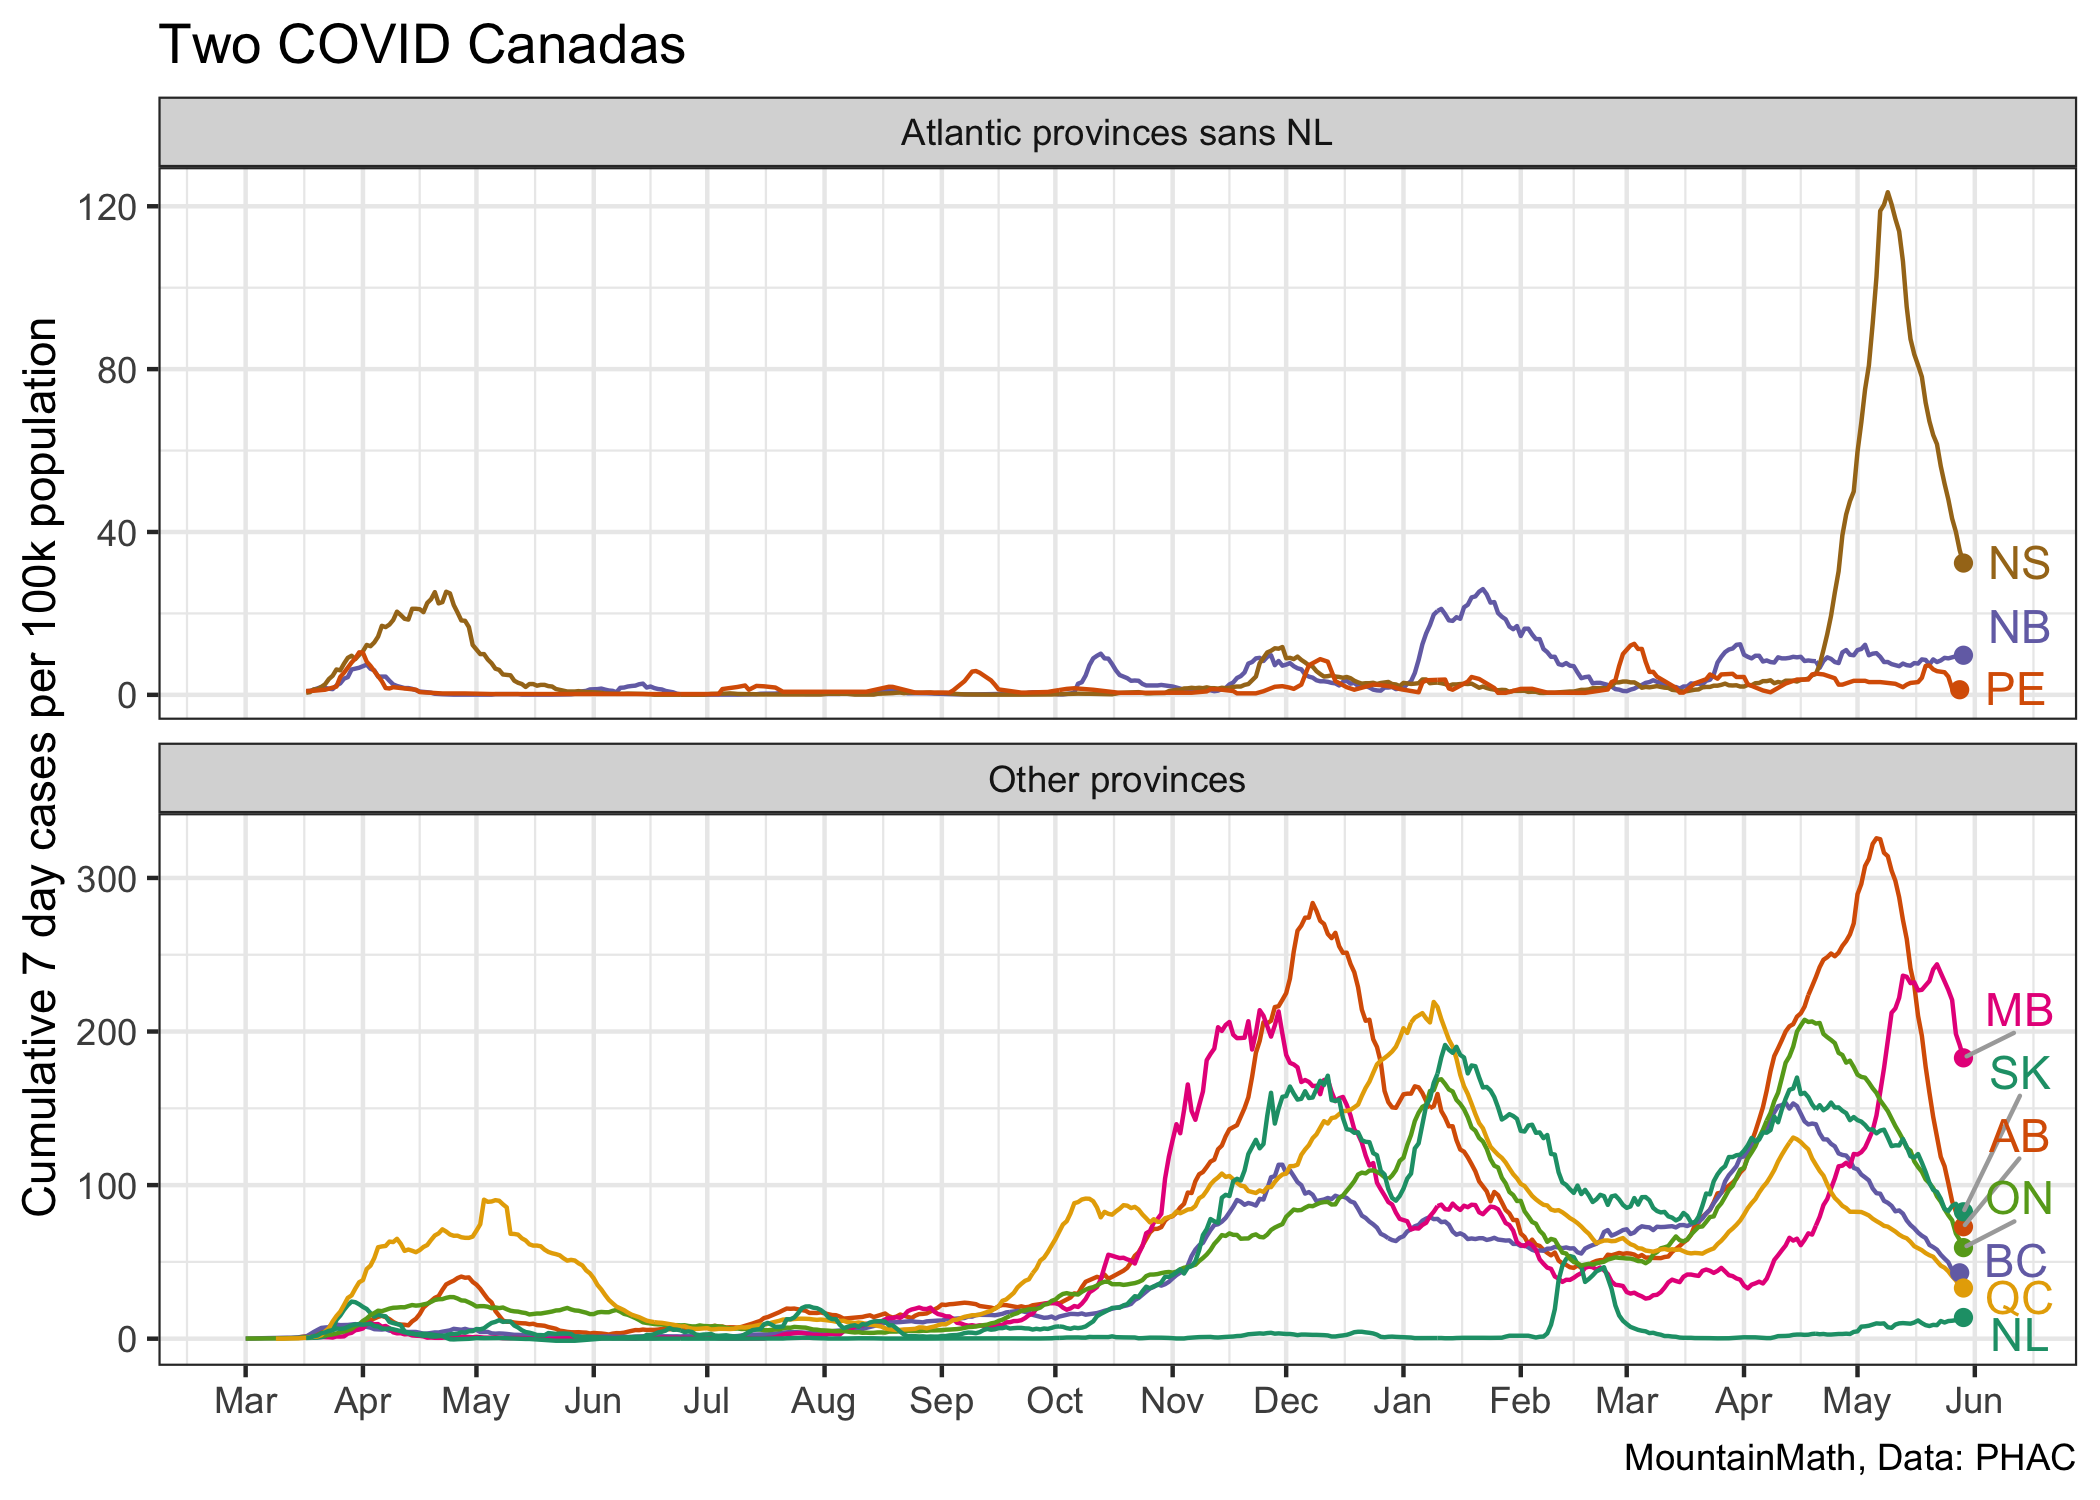 Two COVID Canadas
Cumulative 7 day cases per 100k population
Atlantic provinces sans NL
120
80
40
0
NS
NB
PE
Other provinces
300
200
100
0
MB
SK
AB
ON
BC
QC
NL
Mar Apr May Jun Jul Aug Sep Oct Nov Dec Jan Feb Mar Apr May Jun
MountainMath, Data: PHAC